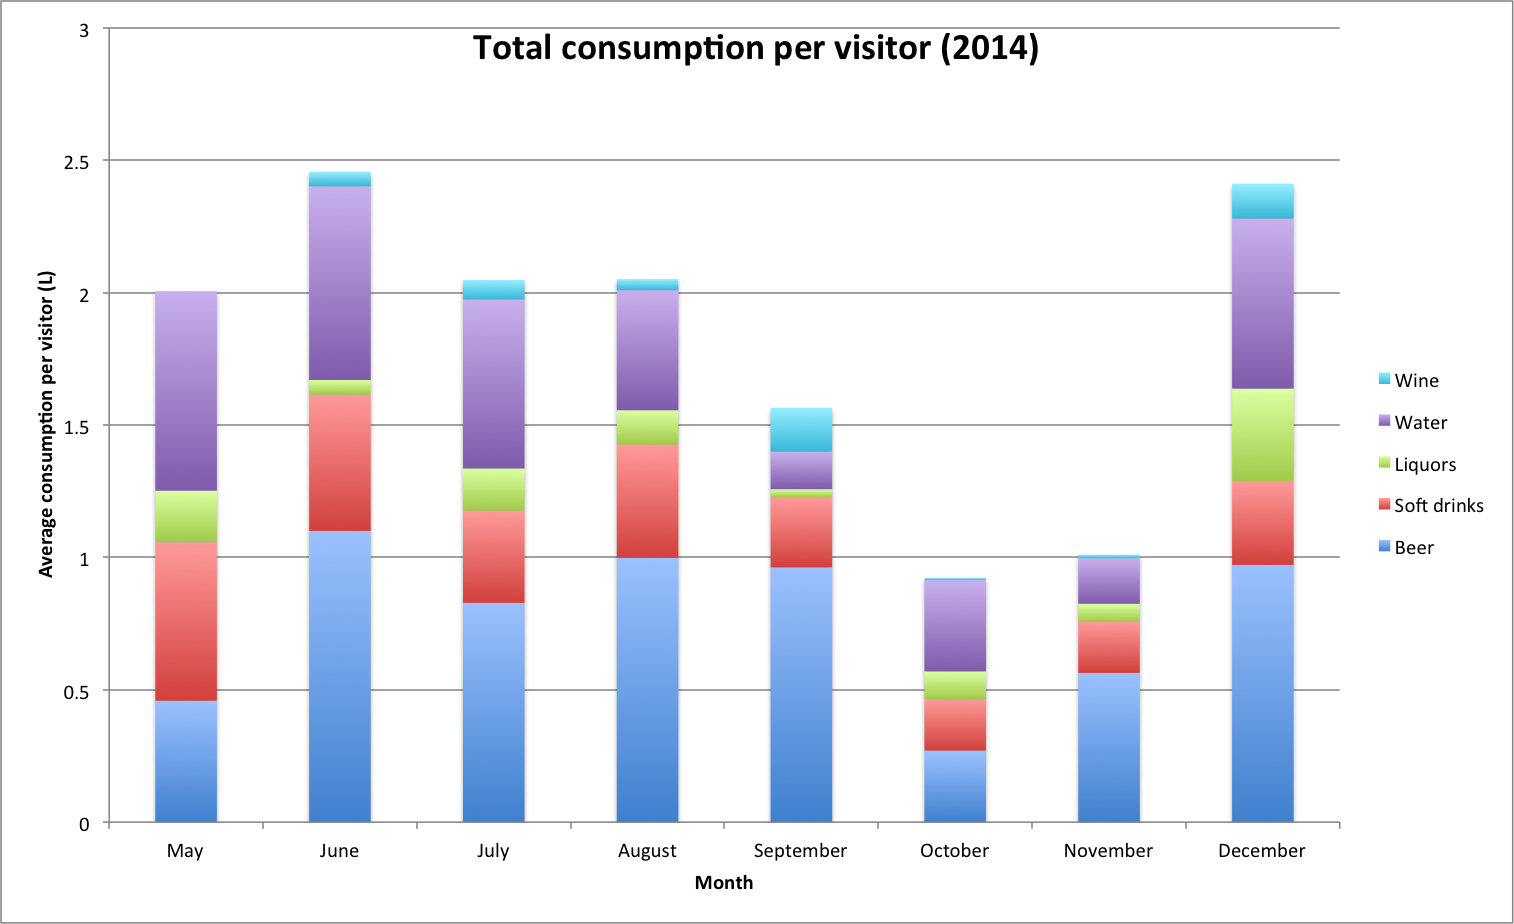 Total consumption per visitor (2014)
3
2.5
2
1.5
1
0.5
0
Average consumption per visitor (L)
May June July August September October November December
Month
Wine
Water
Liquors
Soft drinks
Beer